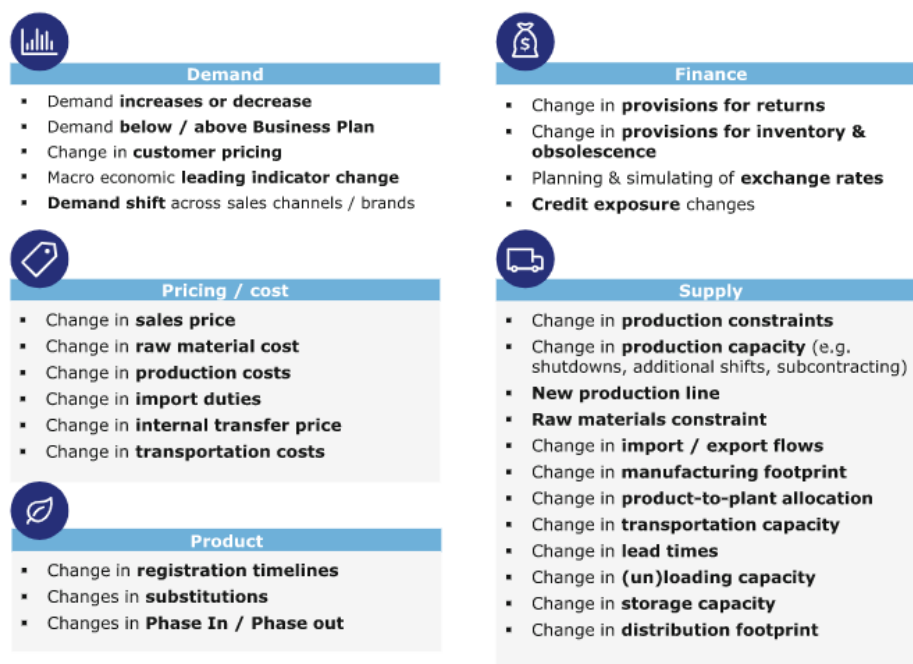 Demand
Demand increases or decrease
Demand below / above Business Plan
Change in customer pricing
Macro economic leading indicator change
Demand shift across sales channels / brands
Pricing / cost
Change in sales price
Change in raw material cost
Change in production costs
Change in import duties
Change in internal transfer price
Change in transportation costs
Product
Change in registration timelines
Changes in substitutions
Changes in Phase In / Phase out
$
Finance
Change in provisions for returns
Change in provisions for inventory &
obsolescence
Planning & simulating of exchange rates
Credit exposure changes
Supply
Change in production constraints
Change in production capacity (e.g.
shutdowns, additional shifts, subcontracting)
New production line
Raw materials constraint
Change in import / export flows
Change in manufacturing footprint
Change in product-to-plant allocation
Change in transportation capacity
Change in lead times
Change in (un)loading capacity
Change in storage capacity
Change in distribution footprint